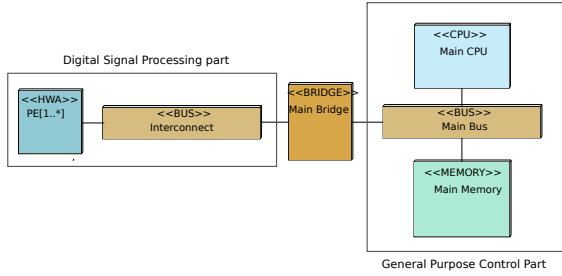 Digital Signal Processing part
<<HWA>>
PE[1..*]
<<BUS>>
Interconnect
<<BRIDGE>>
Main Bridge
<<CPU>>
Main CPU
<<BUS>>
Main Bus
<<MEMORY>>
Main Memory
General Purpose Control Part